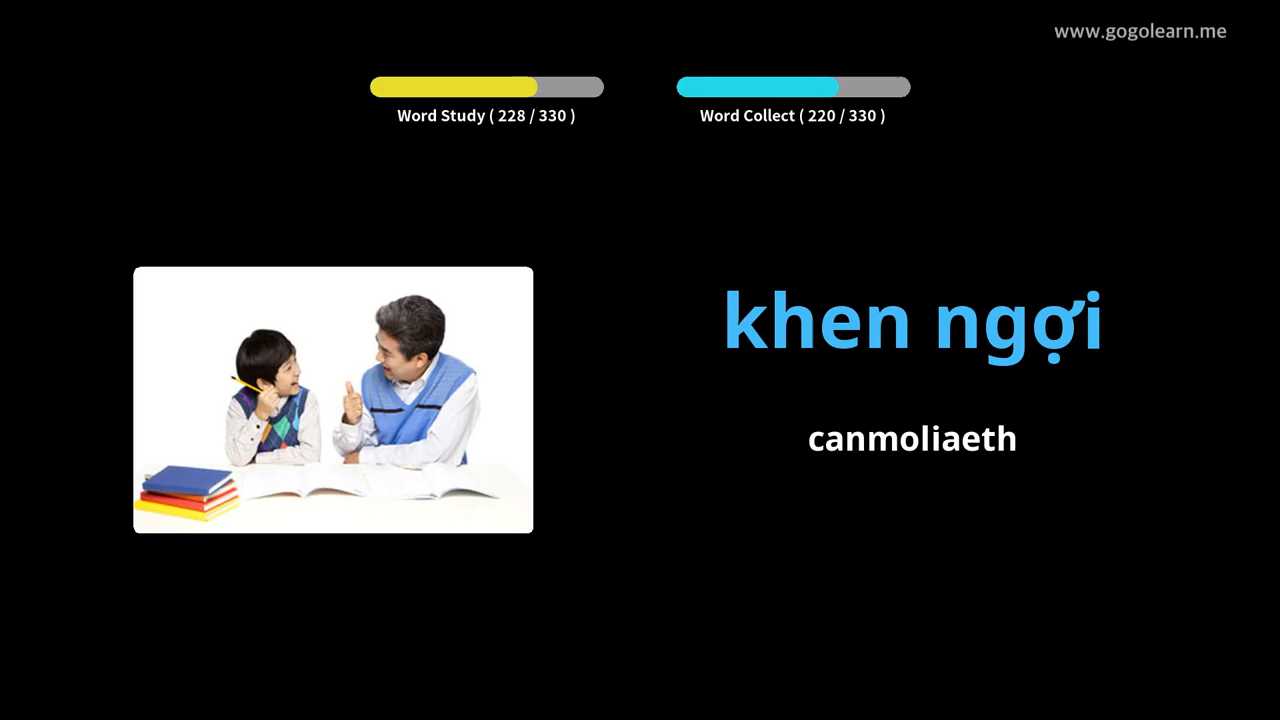 www.gogolearn.me
Word Study ( 228 / 330 )
Word Collect ( 220 / 330 )
khen ngợi
canmoliaeth